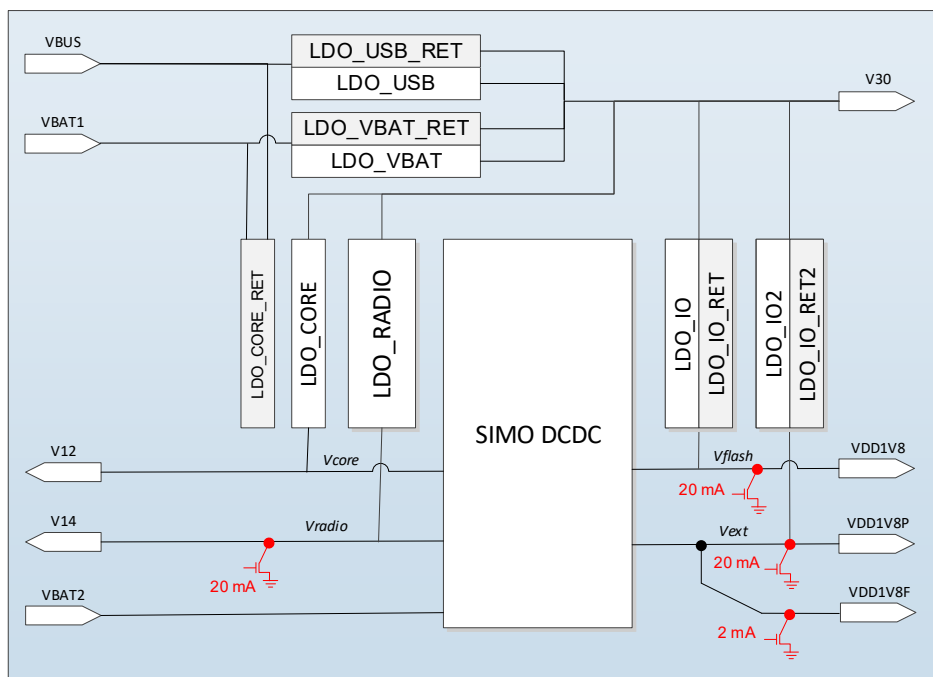 VBUS
LDO_USB_RET
LDO_USB
V30
VBAT1
LDO_VBAT_RET
LDO_VBAT
LDO_CORE_RET
LDO_CORE
LDO_RADIO
SIMO DCDC
LDO_IO
LDO_IO_RET
LDO_IO2
LDO_IO_RET2
V12
Vcore
Vflash
VDD1V8
20 mA
V14
Vradio
Vext
VDD1V8P
20 mA
20 mA
VBAT2
VDD1V8F
2 mA